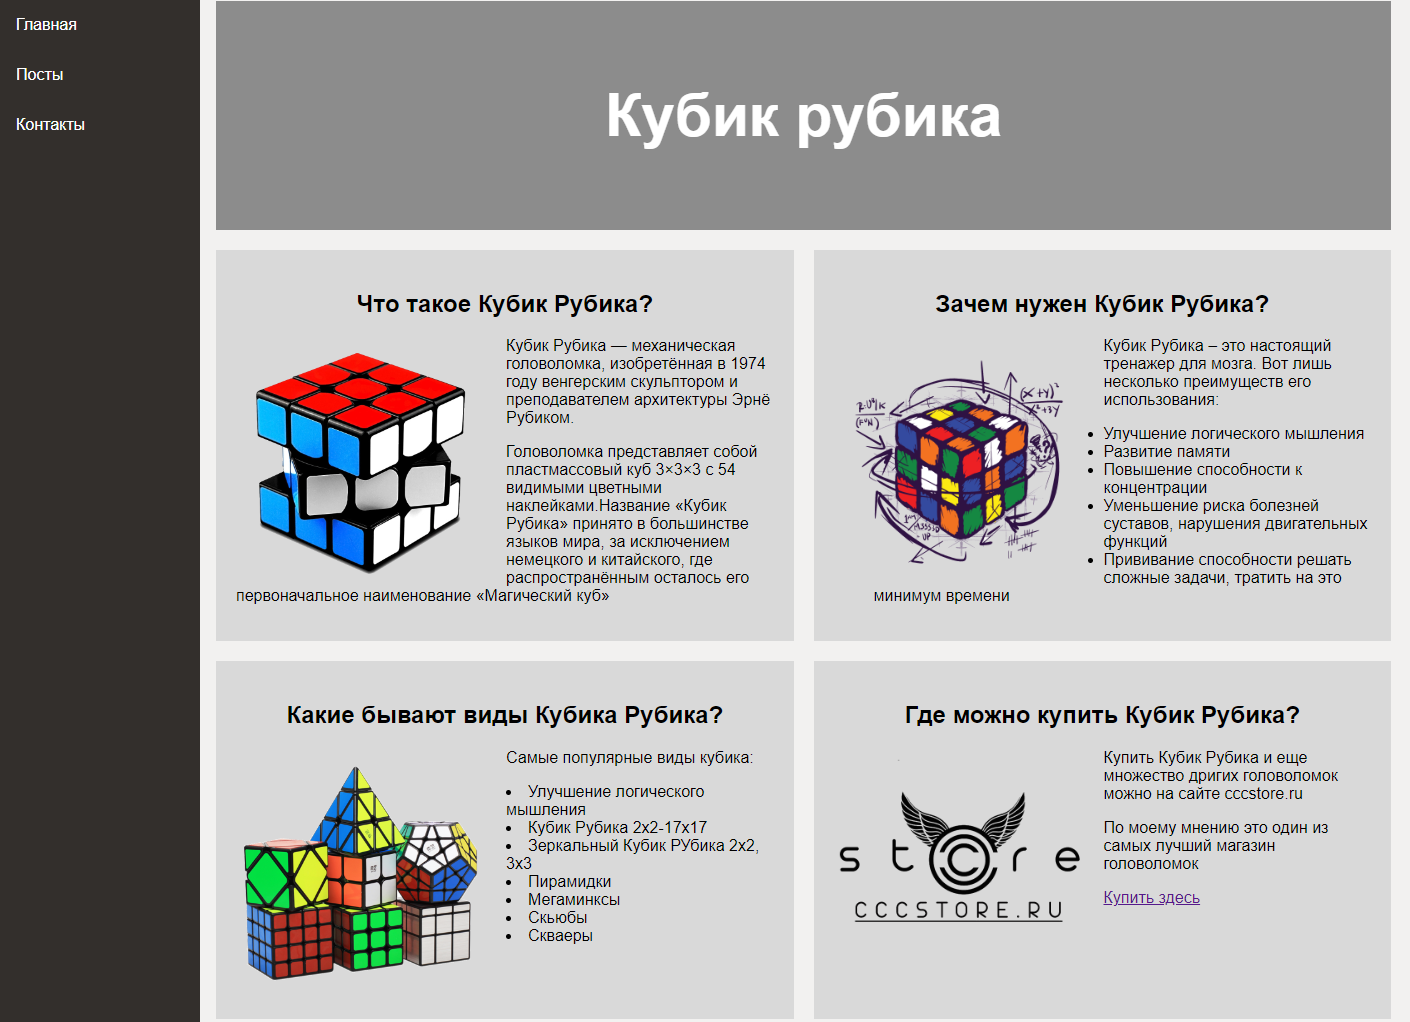 Главная
Посты
Контакты
Кубик рубика
Что такое Кубик Рубика?
Кубик Рубика — механическая
головоломка, изобретённая в 1974
году венгерским скульптором и
преподавателем архитектуры Эрнё
Рубиком.
Головоломка представляет собой
пластмассовый куб 3×3×3 с 54
видимыми цветными
наклейками.Название «Кубик
Рубика» принято в большинстве
языков мира, за исключением
немецкого и китайского, где
распространённым осталось его
первоначальное наименование «Магический куб»
Зачем нужен Кубик Рубика?
Кубик Рубика – это настоящий
тренажер для мозга. Вот лишь
несколько преимуществ его
использования:
• Улучшение логического мышления
• Развитие памяти
• Повышение способности к
концентрации
• Уменьшение риска болезней
суставов, нарушения двигательных
функций
• Прививание способности решать
сложные задачи, тратить на это
минимум времени
Какие бывают виды Кубика Рубика?
Самые популярные виды кубика:
• Улучшение логического
мышления
• Кубик Рубика 2х2-17х17
• Зеркальный Кубик РУбика 2х2,
3х3
• Пирамидки
• Мегаминксы
• Скьюбы
• Скваеры
Где можно купить Кубик Рубика?
store
CCCSTORE.RU
Купить Кубик Рубика и еще
множество дригих головоломок
можно на сайте cccstore.ru
По моему мнению это один из
самых лучший магазин
головоломок
Купить здесь